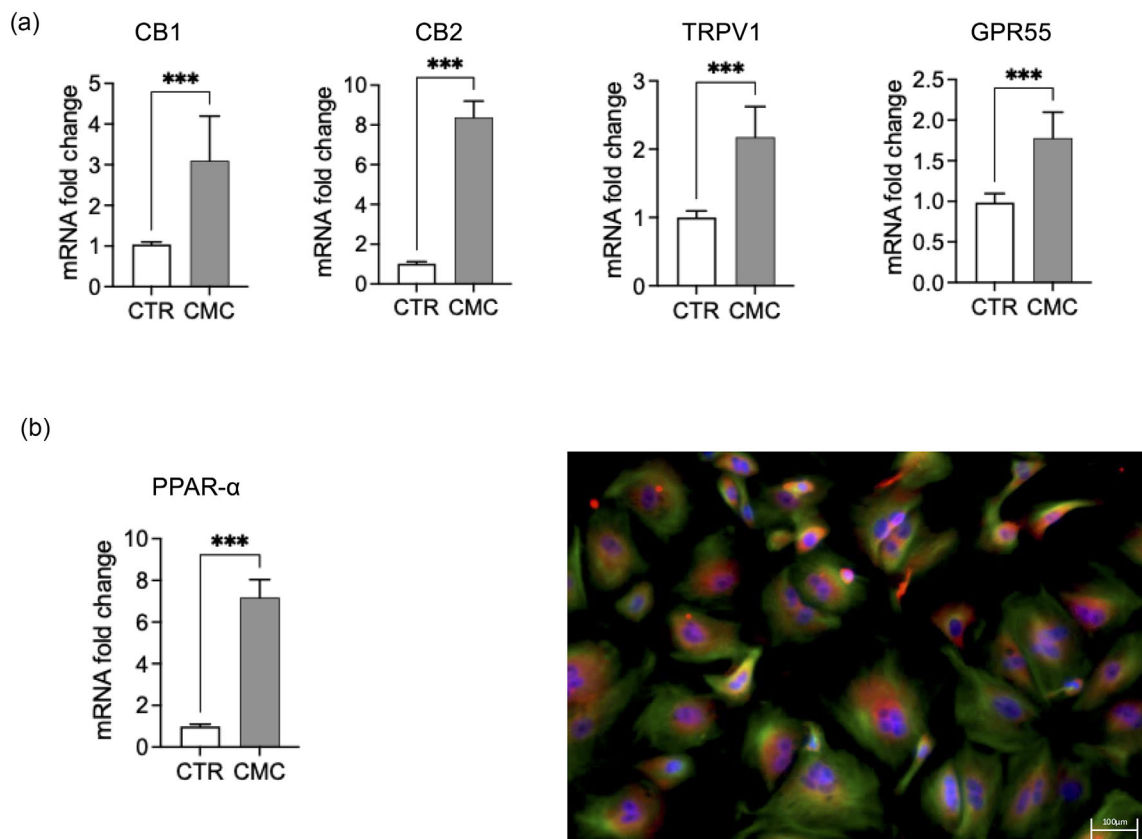 (a)
CB1
CB2
TRPV1
GPR55
***
***
***
***
mRNA fold change
5
4
3
2
1
0
CTR CMC
mRNA fold change
10
8
6
4
2
0
CTR CMC
mRNA fold change
3
2
1
0
CTR CMC
mRNA fold change
2.5
2.0
1.5
1.0
0.5
0.0
CTR CMC
(b)
PPAR-α
***
mRNA fold change
10
8
6
4
2
0
CTR CMC
100µm